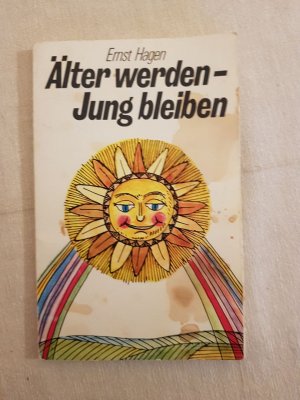 Ernst Hagen
Älter werden –
Jung bleiben